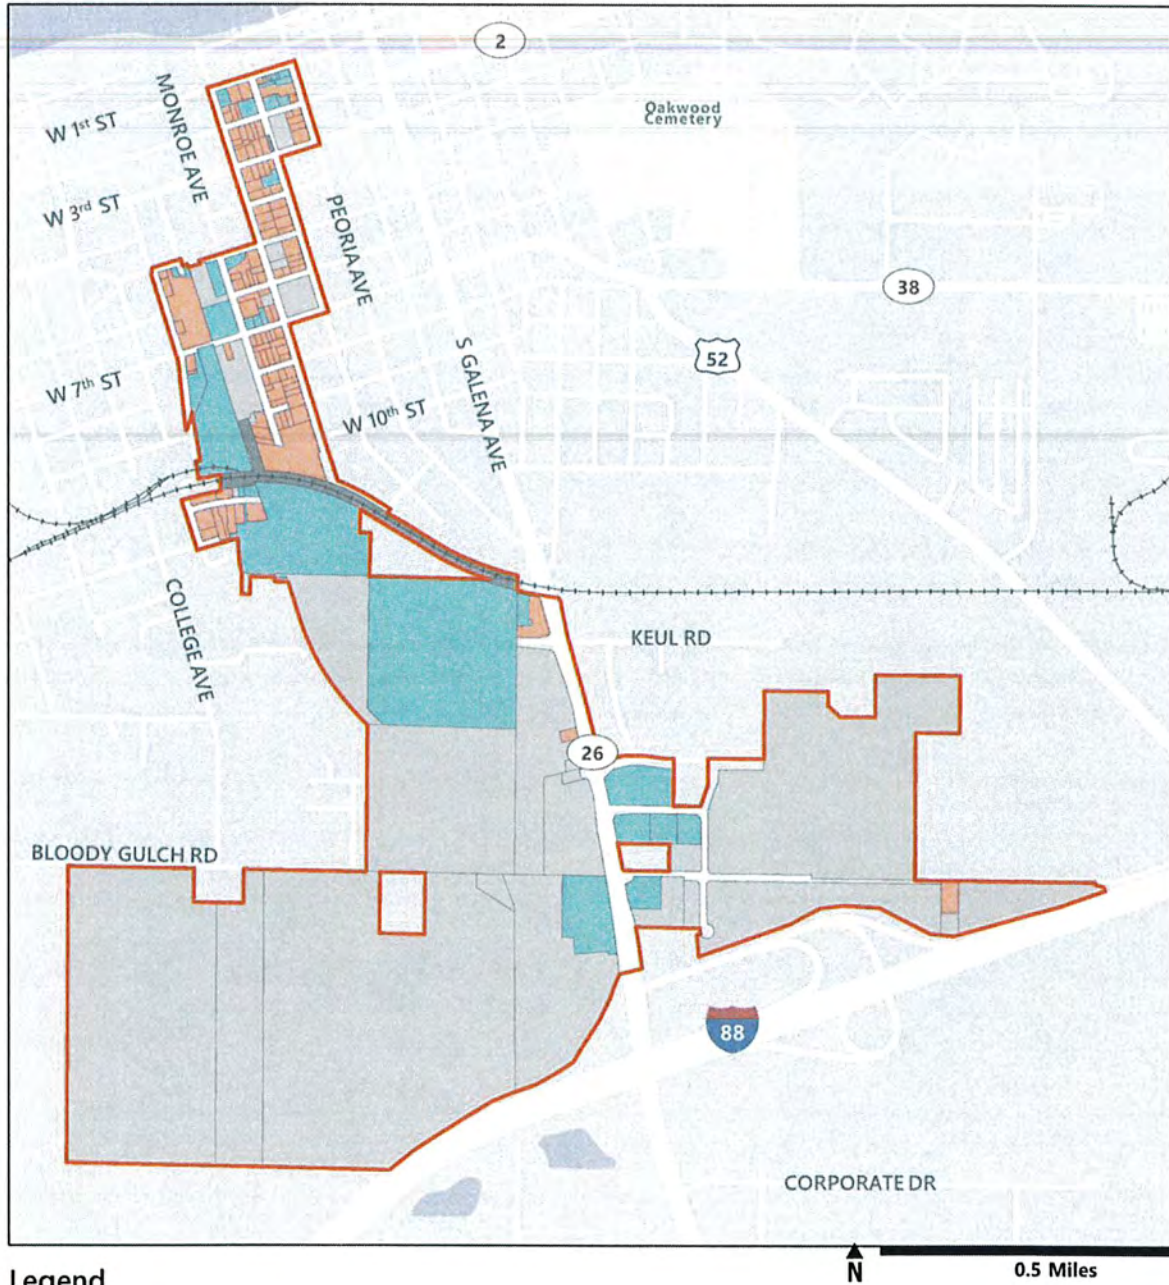 2
Oakwood
Cemetery
W 1st ST
MONROE AVE
W 3rd ST
PEORIA AVE
38
52
W 7th ST
S GALENA AVE
W 10th ST
COLLEGE AVE
KEUL RD
26
BLOODY GULCH RD
88
CORPORATE DR
N
0.5 Miles
Legend